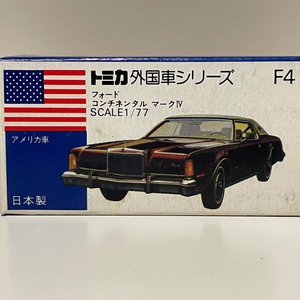 トミカ外国車シリーズ F4
フォード
コンチネンタル マークⅣ
SCALE1/77
アメリカ車
日本製